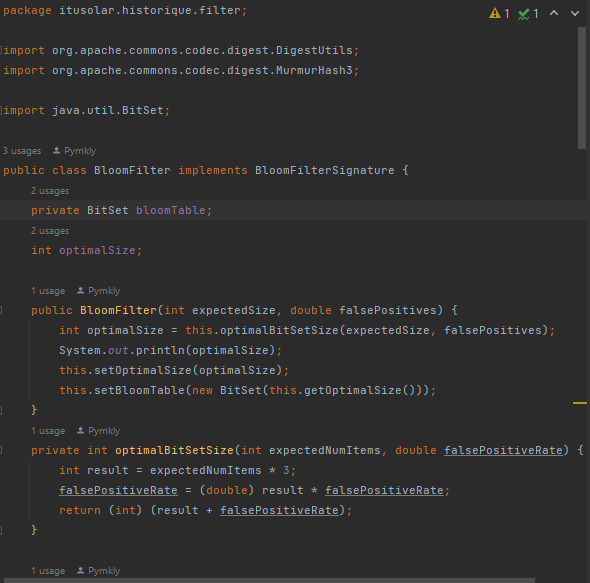 package itusolar.historique.filter;
1 1
import org.apache.commons.codec.digest.DigestUtils;
import org.apache.commons.codec.digest.MurmurHash3;
import java.util.BitSet;
3 usages Pymkly
public class BloomFilter implements BloomFilterSignature {
2 usages
private BitSet bloomTable;
2 usages
int optimalSize;
1 usage Pymkly
public BloomFilter(int expectedSize, double falsePositives) {
int optimalSize = this.optimalBitSetSize(expectedSize, falsePositives);
System.out.println(optimalSize);
this.setOptimalSize(optimalSize);
this.setBloomTable(new BitSet(this.getOptimalSize()));
}
1 usage Pymkly
private int optimalBitSetSize(int expectedNumItems, double falsePositiveRate) {
int result = expectedNumItems * 3;
falsePositiveRate = (double) result * falsePositiveRate;
return (int) (result + falsePositiveRate);
}
1 usage Pymkly